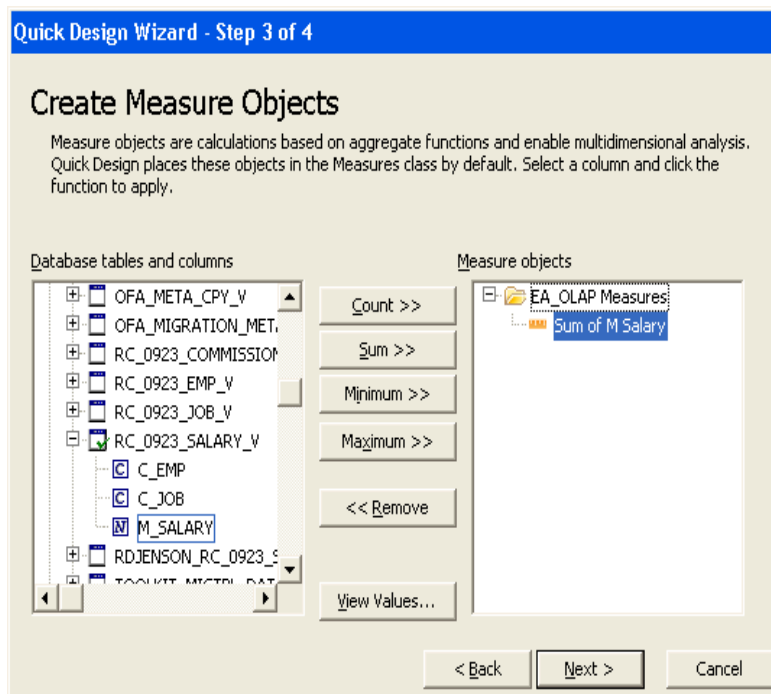 Quick Design Wizard - Step 3 of 4
Create Measure Objects
Measure objects are calculations based on aggregate functions and enable multidimensional analysis.
Quick Design places these objects in the Measures class by default. Select a column and click the
function to apply.
Database tables and columns
OFA_META_CPY_V
OFA_MIGRATION_MET
RC_0923_COMMISSION
RC_0923_EMP_V
RC_0923_JOB_V
RC_0923_SALARY_V
C C_EMP
C C_JOB
N M_SALARY
RDJENSON_RC_0923_S
Count >>
Sum >>
Minimum >>
Maximum >>
<< Remove
View Values...
Measure objects
EA_OLAP Measures
Sum of M Salary
< Back
Next >
Cancel